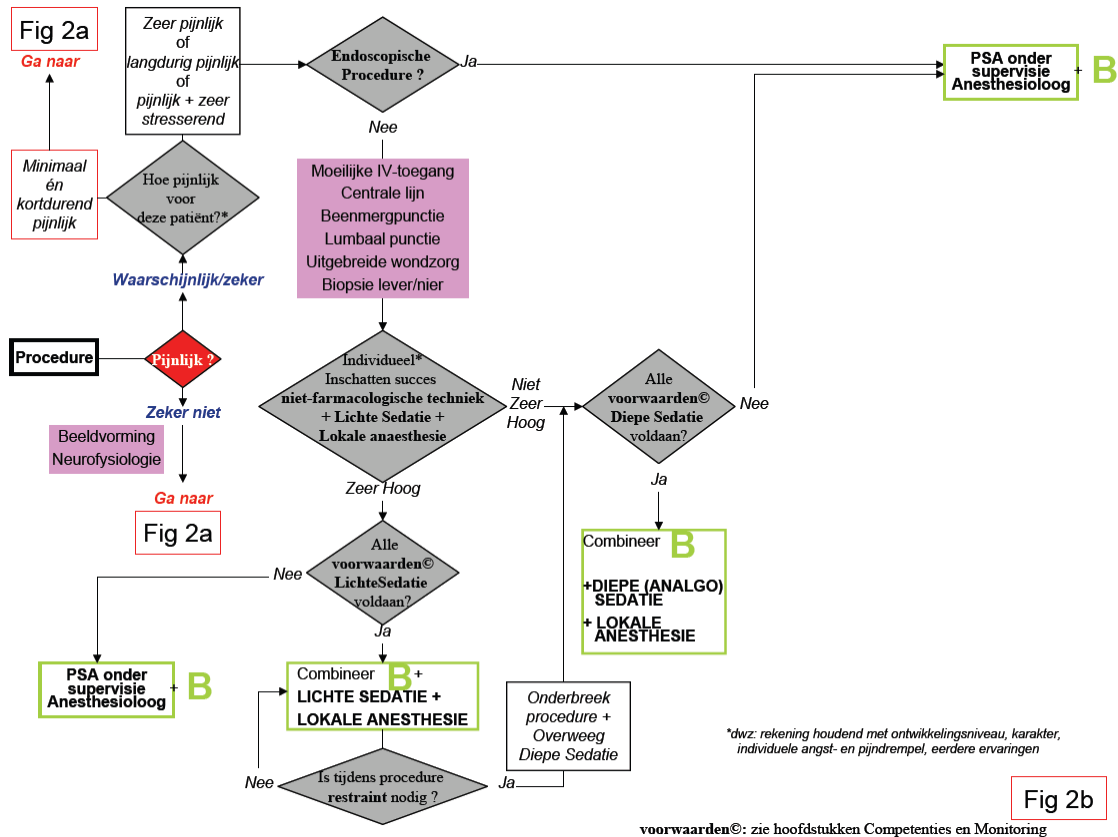 Fig 2a
Ga naar
Minimaal
én
kortdurend
pijnlijk
Zeer pijnlijk
of
langdurig pijnlijk
of
pijnlijk + zeer
stresserend
Hoe pijnlijk
voor
deze patiënt?*
Waarschijnlijk/zeker
Procedure
Pijnlijk ?
Zeker niet
Beeldvorming
Neurofysiologie
Ga naar
Fig 2a
Endoscopische
Procedure ?
Ja
PSA onder
supervisie
Anesthesioloog
+ B
Nee
Moeilijke IV-toegang
Centrale lijn
Beenmergpunctie
Lumbaal punctie
Uitgebreide wondzorg
Biopsie lever/nier
Individueel*
Inschatten succes
niet-farmacologische techniek
+ Lichte Sedatie +
Lokale anaesthesie
Niet
Zeer
Hoog
Alle
voorwaarden©
Diepe Sedatie
voldaan?
Nee
Ja
Combineer B
+DIEPE (ANALGO)
SEDATIE
+ LOKALE
ANESTHESIE
Zeer Hoog
Alle
voorwaarden©
LichteSedatie
voldaan?
Nee
PSA onder
supervisie
Anesthesioloog
+ B
Ja
Combineer B +
LICHTE SEDATIE +
LOKALE ANESTHESIE
Nee
Is tijdens procedure
restraint nodig ?
Ja
Onderbreek
procedure +
Overweeg
Diepe Sedatie
*dwz: rekening houdend met ontwikkelingsniveau, karakter,
individuele angst- en pijndrempel, eerdere ervaringen
Fig 2b
voorwaarden©: zie hoofdstukken Competenties en Monitoring